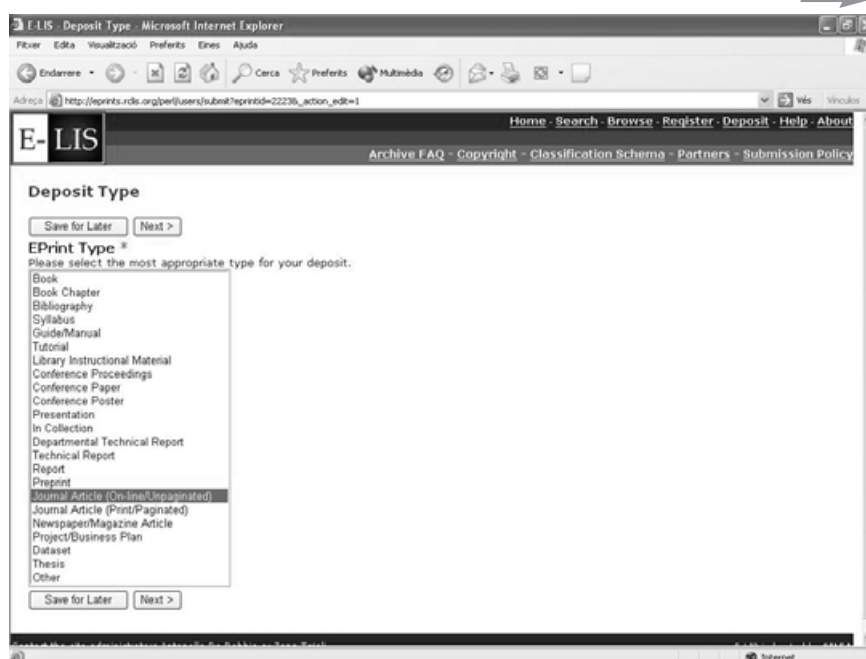 E-LIS - Deposit Type - Microsoft Internet Explorer
Fitxer Edita Visualització Preferits Eines Ajuda
Endarrere Cerca Preferits Multimèdia
Adreça http://eprints.rclis.org/perl/users/submit?eprintid=2223&_action_edit=1 Vés Vínculos
E-LIS
Home - Search - Browse - Register - Deposit - Help - About
Archive FAQ - Copyright - Classification Schema - Partners - Submission Policy
Deposit Type
Save for Later Next >
EPrint Type *
Please select the most appropriate type for your deposit.
Book
Book Chapter
Bibliography
Syllabus
Guide/Manual
Tutorial
Library Instructional Material
Conference Proceedings
Conference Paper
Conference Poster
Presentation
In Collection
Departmental Technical Report
Technical Report
Report
Preprint
Journal Article (On-line/Unpaginated)
Journal Article (Print/Paginated)
Newspaper/Magazine Article
Project/Business Plan
Dataset
Thesis
Other
Save for Later Next >
Internet